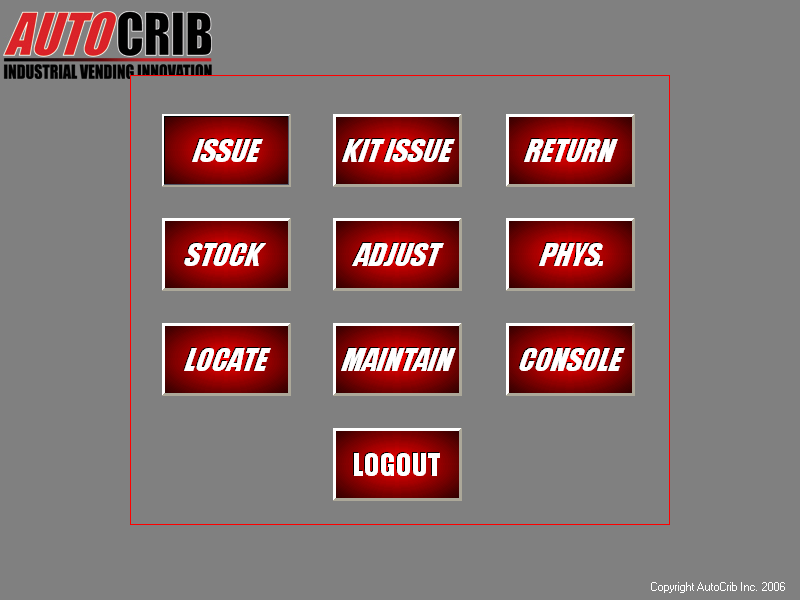 AUTOCRIB
INDUSTRIAL VENDING INNOVATION
ISSUE
KIT ISSUE
RETURN
STOCK
ADJUST
PHYS.
LOCATE
MAINTAIN
CONSOLE
LOGOUT
Copyright AutoCrib Inc. 2006